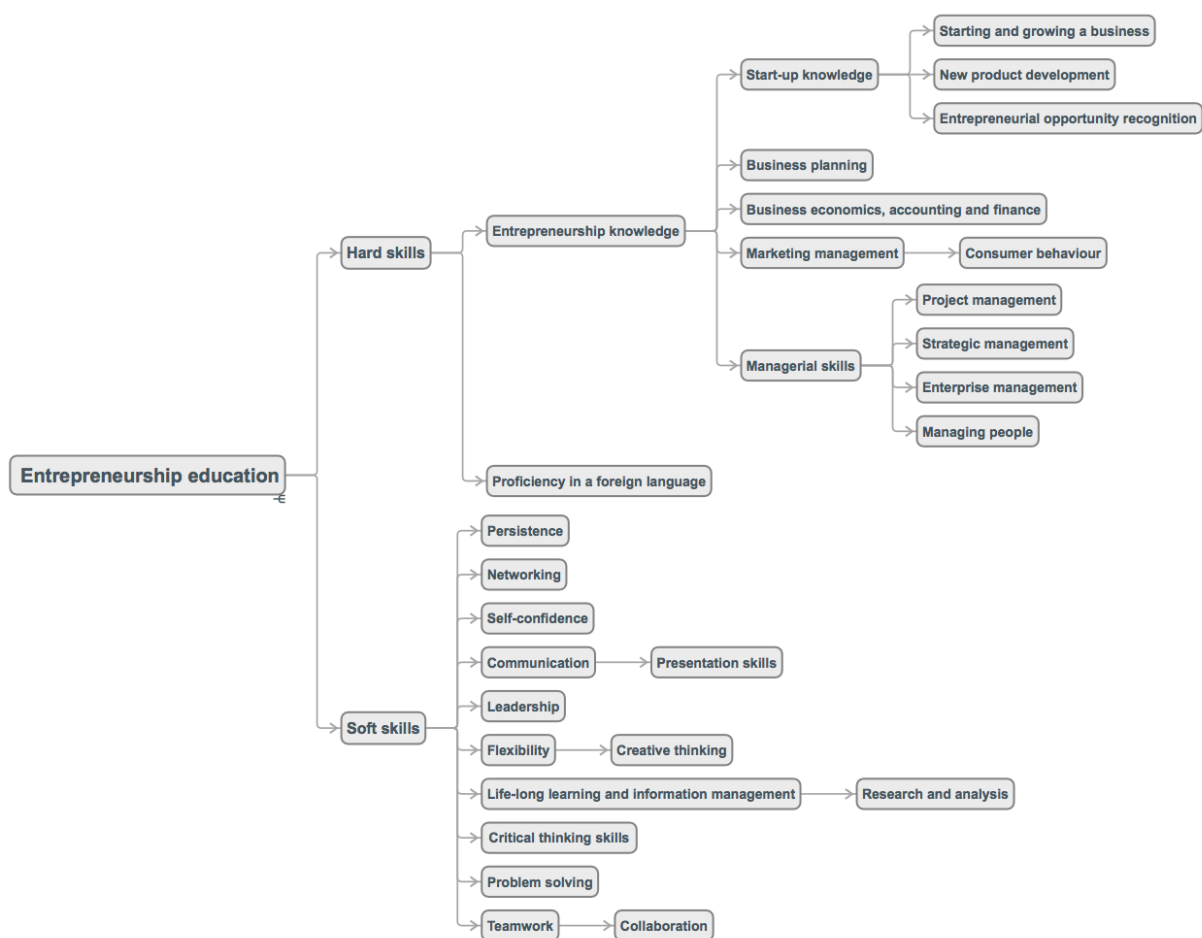 Entrepreneurship education
Hard skills
Entrepreneurship knowledge
Start-up knowledge
Starting and growing a business
New product development
Entrepreneurial opportunity recognition
Business planning
Business economics, accounting and finance
Marketing management
Consumer behaviour
Managerial skills
Project management
Strategic management
Enterprise management
Managing people
Proficiency in a foreign language
Soft skills
Persistence
Networking
Self-confidence
Communication
Presentation skills
Leadership
Flexibility
Creative thinking
Life-long learning and information management
Research and analysis
Critical thinking skills
Problem solving
Teamwork
Collaboration